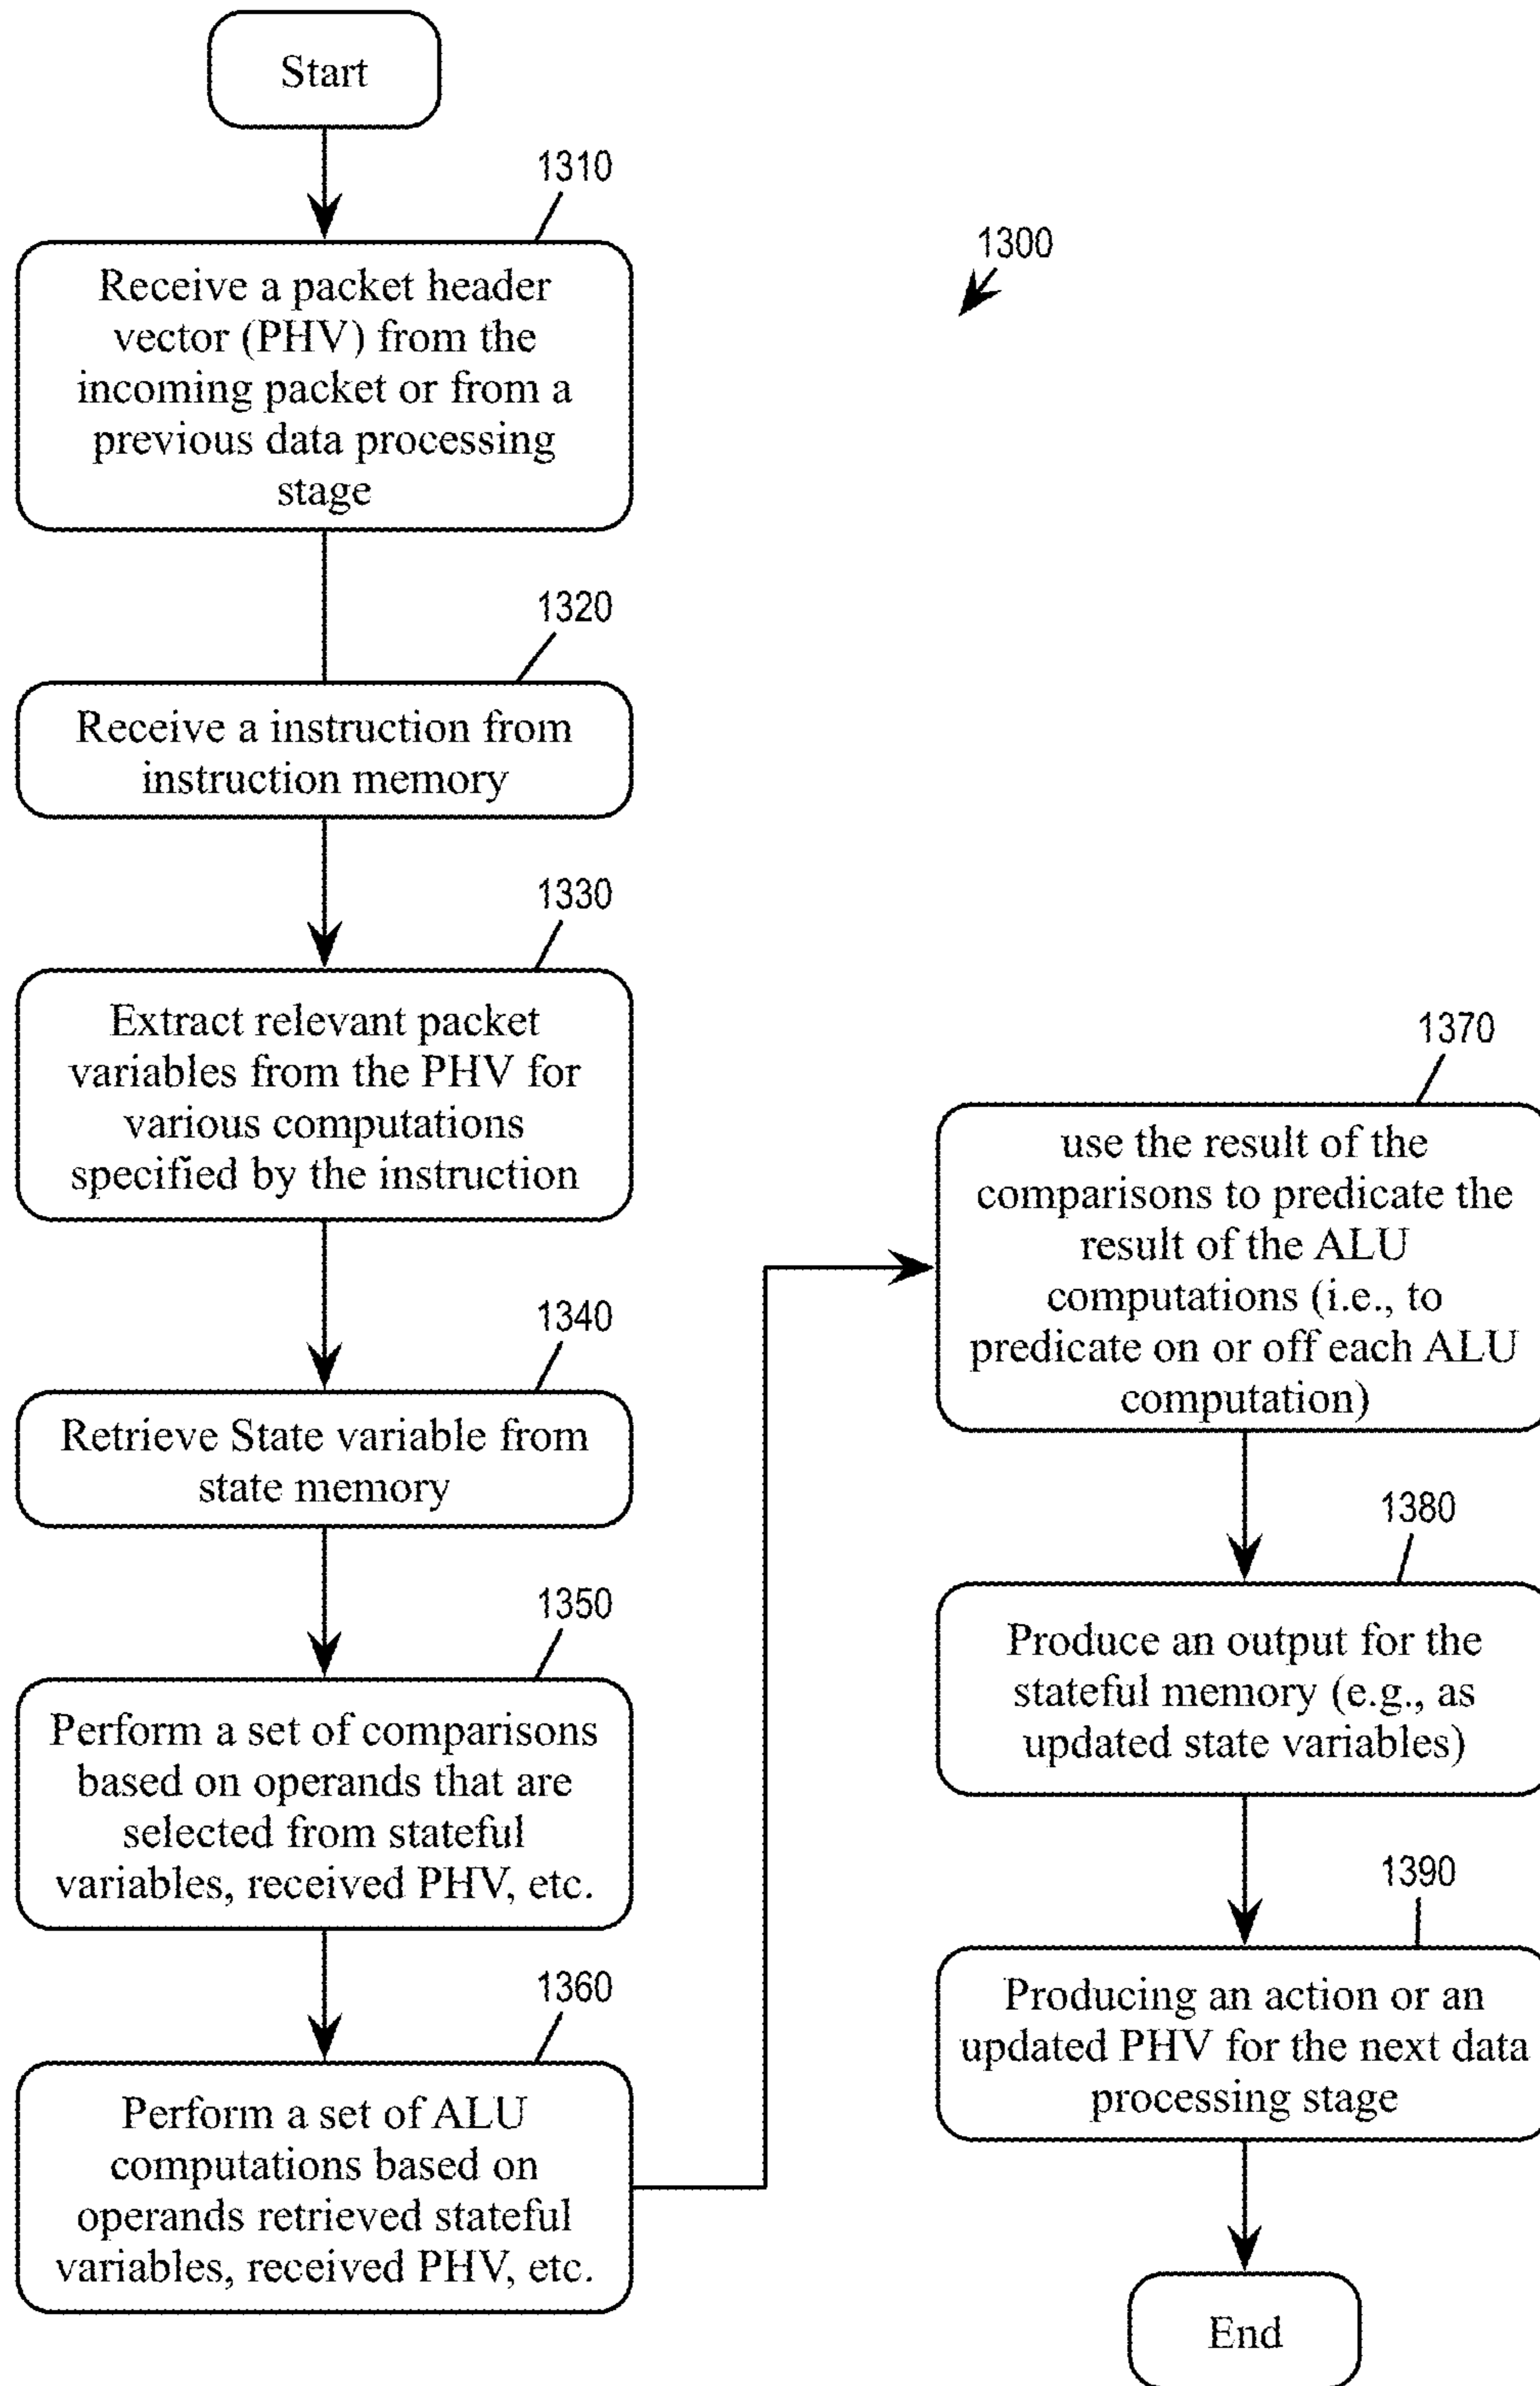 Start
1310
Receive a packet header
vector (PHV) from the
incoming packet or from a
previous data processing
stage
1320
Receive a instruction from
instruction memory
1330
Extract relevant packet
variables from the PHV for
various computations
specified by the instruction
1340
Retrieve State variable from
state memory
1350
Perform a set of comparisons
based on operands that are
selected from stateful
variables, received PHV, etc.
1360
Perform a set of ALU
computations based on
operands retrieved stateful
variables, received PHV, etc.
1300
1370
use the result of the
comparisons to predicate the
result of the ALU
computations (i.e., to
predicate on or off each ALU
computation)
1380
Produce an output for the
stateful memory (e.g., as
updated state variables)
1390
Producing an action or an
updated PHV for the next data
processing stage
End